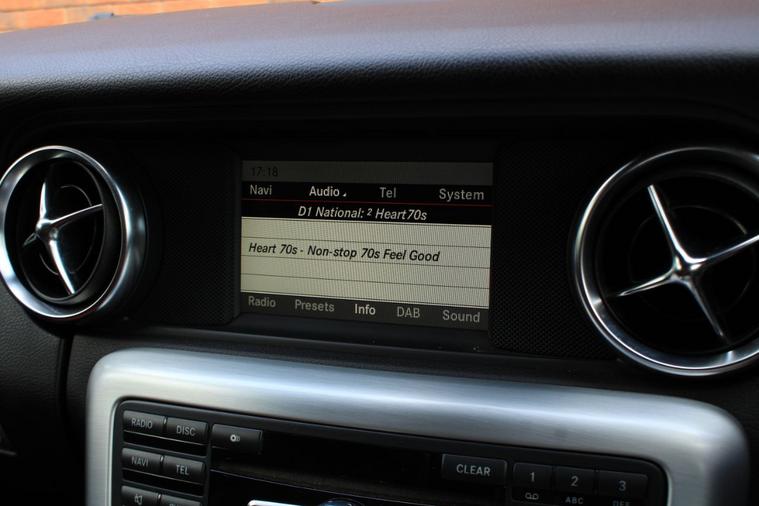 17:18
Navi Audio Tel System
D1 National: ² Heart70s
Heart 70s - Non-stop 70s Feel Good
Radio Presets Info DAB Sound
RADIO DISC
NAVI TEL
CLEAR 1 2 3
ABC DEF